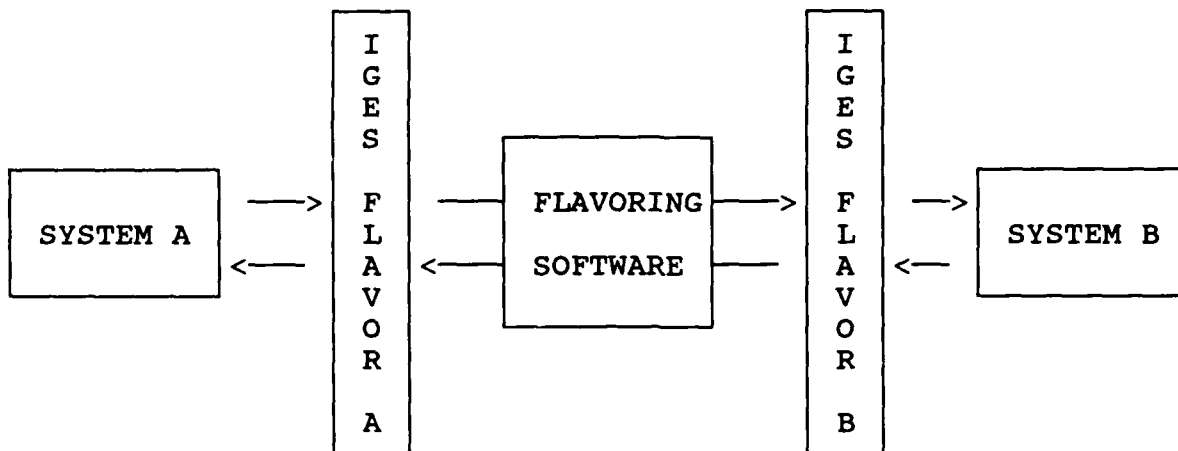 SYSTEM A
IGES FLAVOR A
FLAVORING
SOFTWARE
IGES FLAVOR B
SYSTEM B